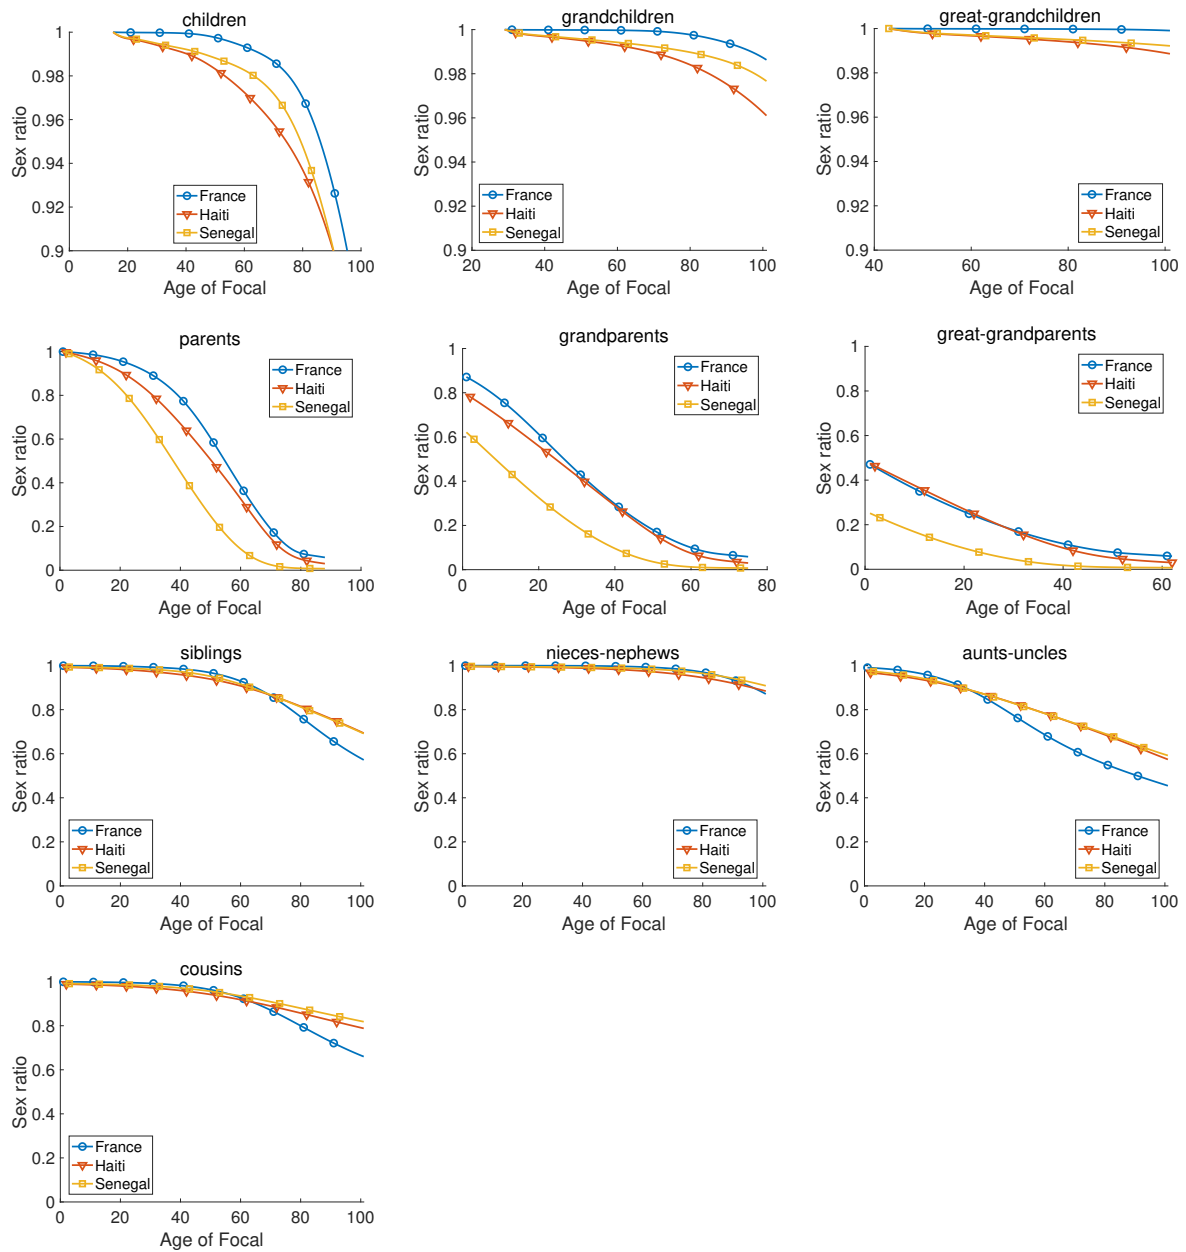 children
1
0.98
0.96
0.94
0.92
0.9
Sex ratio
France
Haiti
Senegal
0 20 40 60 80 100
Age of Focal
grandchildren
1
0.98
0.96
0.94
0.92
0.9
Sex ratio
France
Haiti
Senegal
20 40 60 80 100
Age of Focal
great-grandchildren
1
0.98
0.96
0.94
0.92
0.9
Sex ratio
France
Haiti
Senegal
40 60 80 100
Age of Focal
parents
1
0.8
0.6
0.4
0.2
0
Sex ratio
France
Haiti
Senegal
0 20 40 60 80 100
Age of Focal
grandparents
1
0.8
0.6
0.4
0.2
0
Sex ratio
France
Haiti
Senegal
0 20 40 60 80
Age of Focal
great-grandparents
1
0.8
0.6
0.4
0.2
0
Sex ratio
France
Haiti
Senegal
0 20 40 60
Age of Focal
siblings
1
0.8
0.6
0.4
0.2
0
Sex ratio
France
Haiti
Senegal
0 20 40 60 80 100
Age of Focal
nieces-nephews
1
0.8
0.6
0.4
0.2
0
Sex ratio
France
Haiti
Senegal
0 20 40 60 80 100
Age of Focal
aunts-uncles
1
0.8
0.6
0.4
0.2
0
Sex ratio
France
Haiti
Senegal
0 20 40 60 80 100
Age of Focal
cousins
1
0.8
0.6
0.4
0.2
0
Sex ratio
France
Haiti
Senegal
0 20 40 60 80 100
Age of Focal